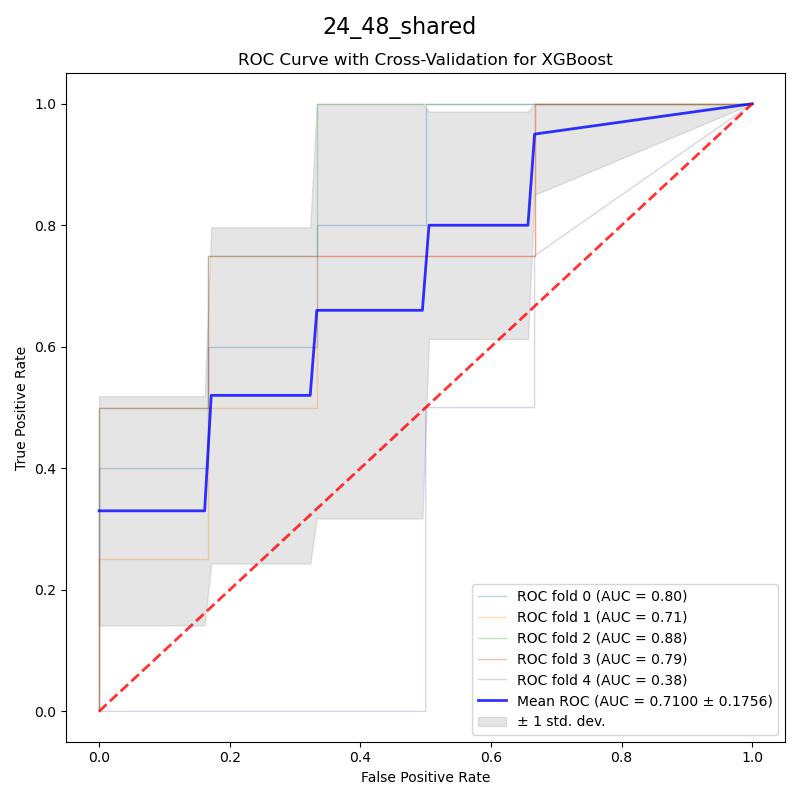 24_48_shared
ROC Curve with Cross-Validation for XGBoost
True Positive Rate
1.0
0.8
0.6
0.4
0.2
0.0
0.0 0.2 0.4 0.6 0.8 1.0
False Positive Rate
ROC fold 0 (AUC = 0.80)
ROC fold 1 (AUC = 0.71)
ROC fold 2 (AUC = 0.88)
ROC fold 3 (AUC = 0.79)
ROC fold 4 (AUC = 0.38)
Mean ROC (AUC = 0.7100 ± 0.1756)
± 1 std. dev.